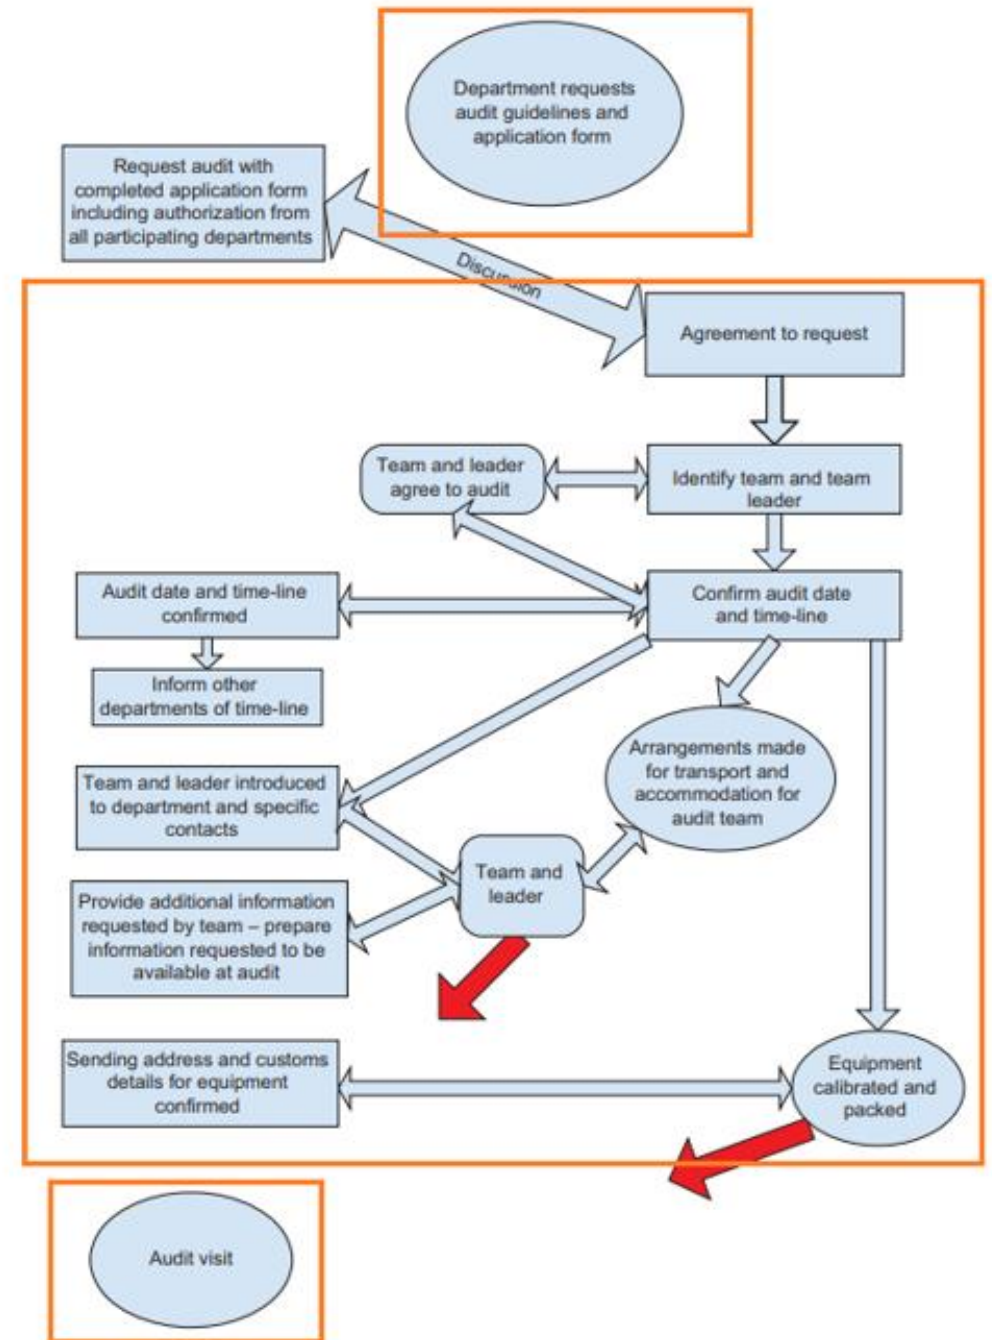 Department requests
audit guidelines and
application form
Request audit with
completed application form
including authorization from
all participating departments
Discussion
Agreement to request
Team and leader
agree to audit
Identify team and team
leader
Audit date and time-line
confirmed
Confirm audit date
and time-line
Inform other
departments of time-line
Arrangements made
for transport and
accommodation for
audit team
Team and leader introduced
to department and specific
contacts
Team and
leader
Provide additional information
requested by team – prepare
information requested to be
available at audit
Sending address and customs
details for equipment
confirmed
Equipment
calibrated and
packed
Audit visit